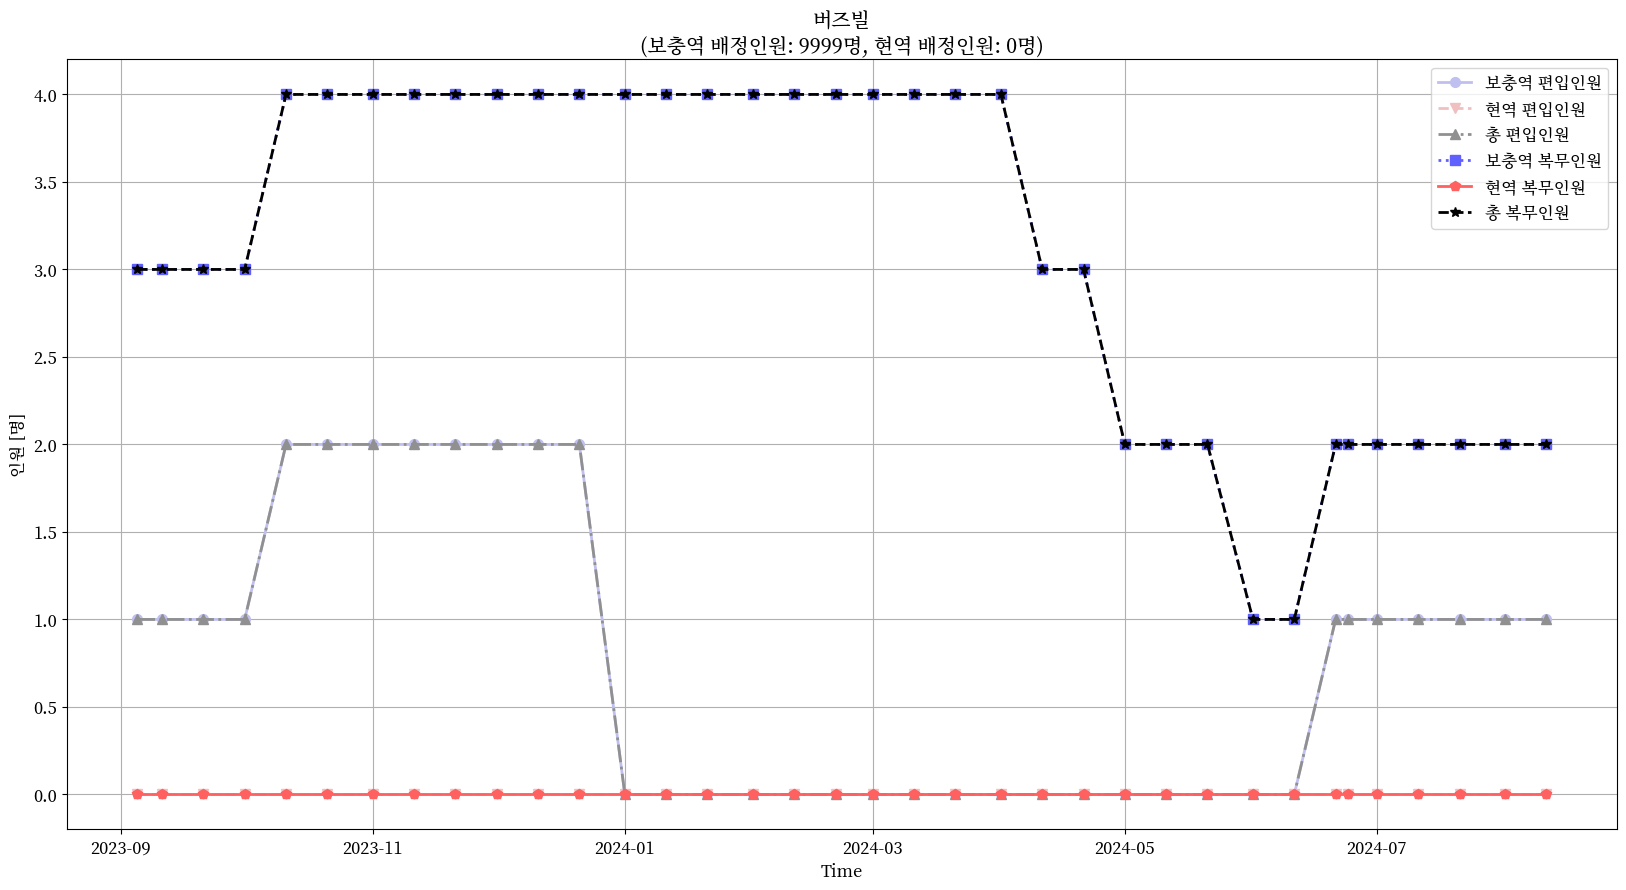 버즈빌
(보충역 배정인원: 9999명, 현역 배정인원: 0명)
보충역 편입인원
현역 편입인원
총 편입인원
보충역 복무인원
현역 복무인원
총 복무인원
인원 [명]
4.0
3.5
3.0
2.5
2.0
1.5
1.0
0.5
0.0
2023-09
2023-11
2024-01
2024-03
2024-05
2024-07
Time